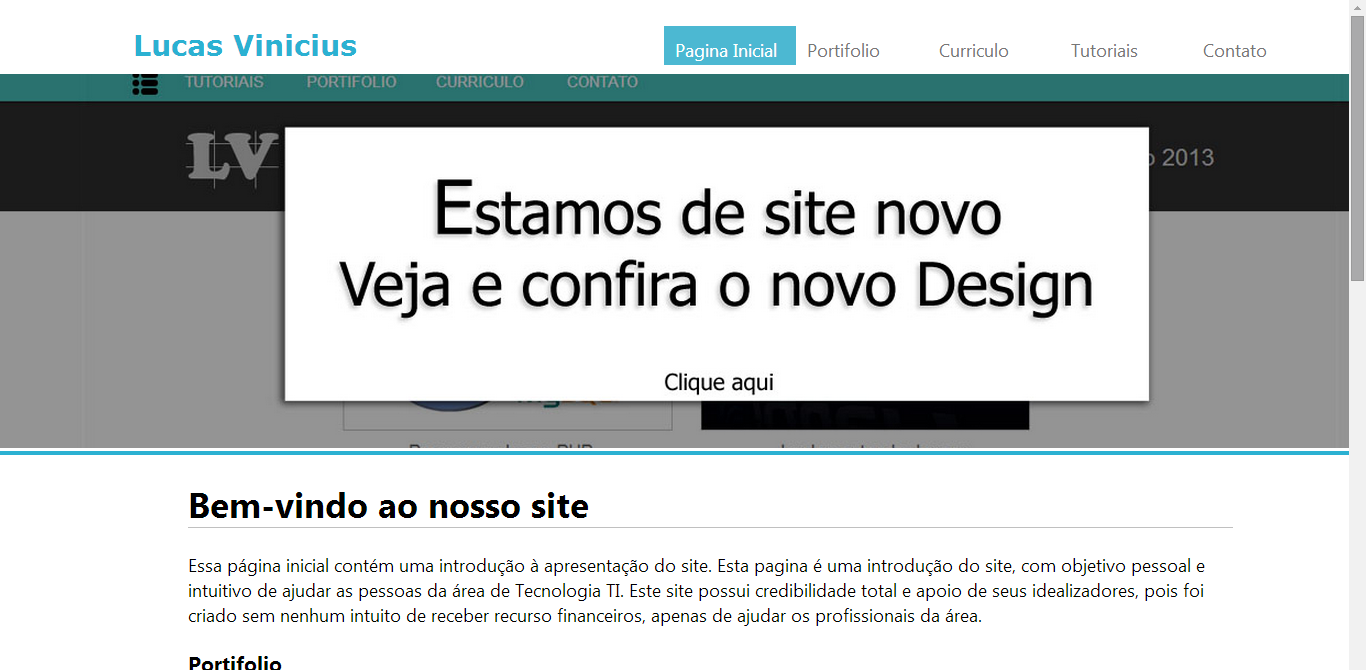 Lucas Vinicius
Pagina Inicial Portifolio Curriculo Tutoriais Contato
TUTORIAIS PORTIFOLIO CURRICULO CONTATO
LV
2013
Estamos de site novo
Veja e confira o novo Design
Clique aqui
Bem-vindo ao nosso site
Essa página inicial contém uma introdução à apresentação do site. Esta pagina é uma introdução do site, com objetivo pessoal e
intuitivo de ajudar as pessoas da área de Tecnologia TI. Este site possui credibilidade total e apoio de seus idealizadores, pois foi
criado sem nenhum intuito de receber recurso financeiros, apenas de ajudar os profissionais da área.
Portifolio